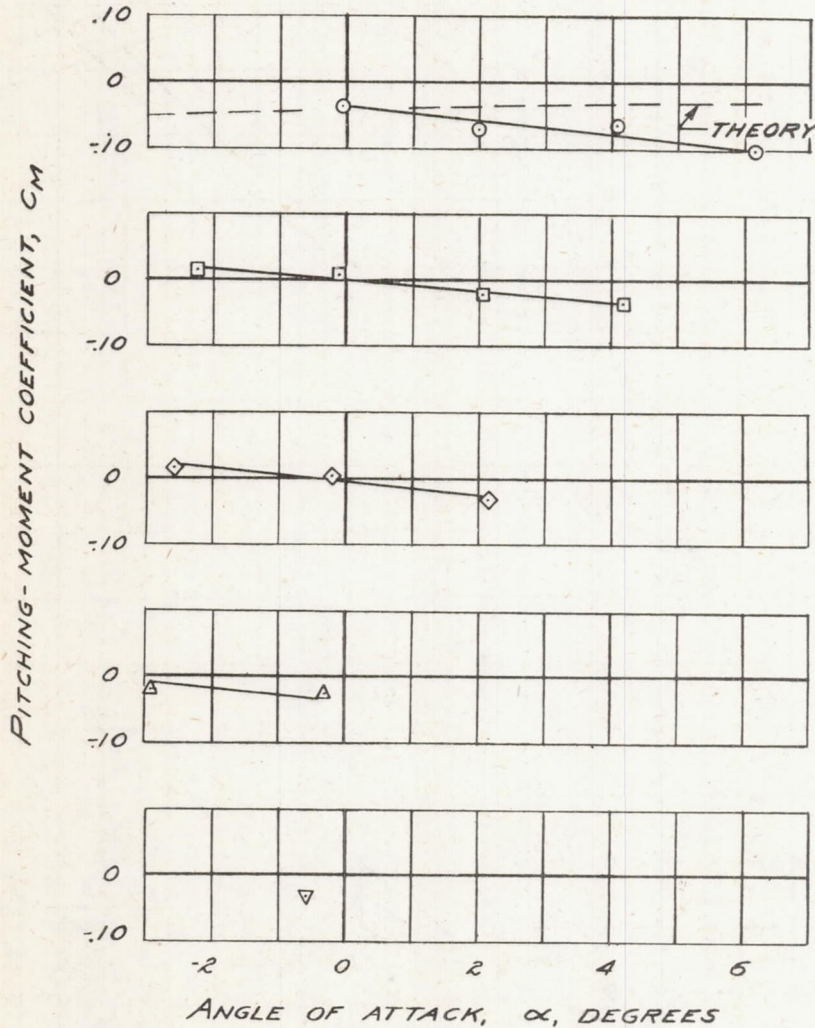 .10
0
-.10
THEORY
0
-.10
0
-.10
0
-.10
0
-.10
-2 0 2 4 6
PITCHING-MOMENT COEFFICIENT, CM
ANGLE OF ATTACK, α, DEGREES